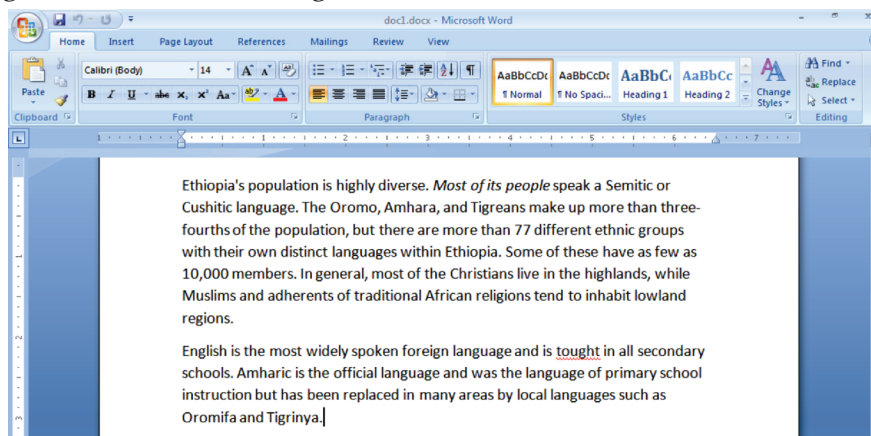 doc1.docx - Microsoft Word
Home Insert Page Layout References Mailings Review View
Calibri (Body) 14
Paste
B I U abc x₂ x² Aa A
AaBbCcDc AaBbCcDc AaBbC AaBbCc
¶ Normal ¶ No Spaci... Heading 1 Heading 2
Change Styles
Find
Replace
Select
Clipboard Font Paragraph Styles Editing
Ethiopia's population is highly diverse. Most of its people speak a Semitic or
Cushitic language. The Oromo, Amhara, and Tigreans make up more than three-
fourths of the population, but there are more than 77 different ethnic groups
with their own distinct languages within Ethiopia. Some of these have as few as
10,000 members. In general, most of the Christians live in the highlands, while
Muslims and adherents of traditional African religions tend to inhabit lowland
regions.
English is the most widely spoken foreign language and is tought in all secondary
schools. Amharic is the official language and was the language of primary school
instruction but has been replaced in many areas by local languages such as
Oromifa and Tigrinya.